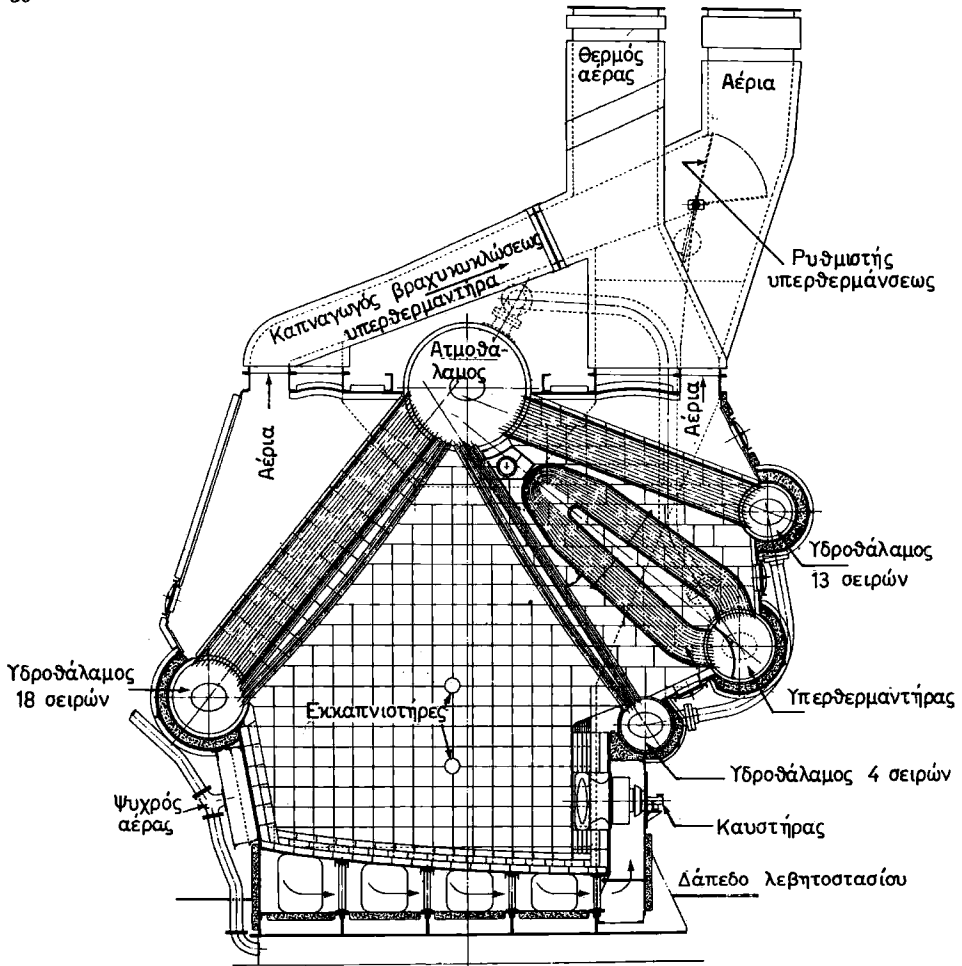 Θερμός
αέρας
Αέρια
Ρυθμιστής
υπερθερμάνσεως
Καπναγωγός βραχυκυκλώσεως
υπερθερμαντήρα
Ατμοθά-
λαμος
Αέρια
Αέρια
Υδροθάλαμος
13 σειρών
Υδροθάλαμος
18 σειρών
Εκκαπνιστήρες
Υπερθερμαντήρας
Υδροθάλαμος 4 σειρών
Ψυχρός
αέρας
Καυστήρας
Δάπεδο λεβητοστασίου